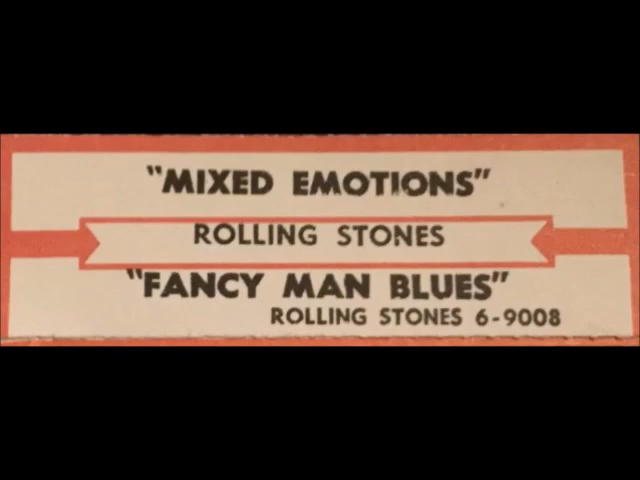 "MIXED EMOTIONS"
ROLLING STONES
"FANCY MAN BLUES"
ROLLING STONES 6-9008